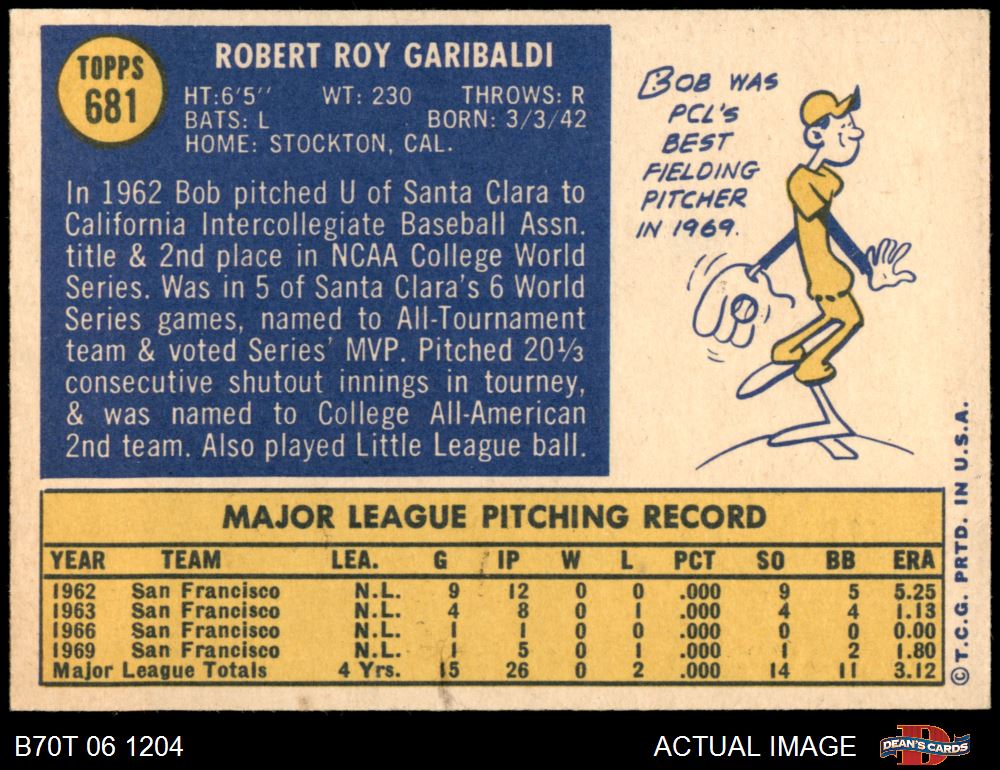 TOPPS
681
ROBERT ROY GARIBALDI
HT:6'5" WT: 230 THROWS: R
BATS: L BORN: 3/3/42
HOME: STOCKTON, CAL.
In 1962 Bob pitched U of Santa Clara to
California Intercollegiate Baseball Assn.
title & 2nd place in NCAA College World
Series. Was in 5 of Santa Clara's 6 World
Series games, named to All-Tournament
team & voted Series' MVP. Pitched 20⅓
consecutive shutout innings in tourney,
& was named to College All-American
2nd team. Also played Little League ball.
BOB WAS
PCL'S
BEST
FIELDING
PITCHER
IN 1969.
MAJOR LEAGUE PITCHING RECORD
YEAR TEAM LEA. G IP W L PCT SO BB ERA
1962 San Francisco N.L. 9 12 0 0 .000 9 5 5.25
1963 San Francisco N.L. 4 8 0 1 .000 4 4 1.13
1966 San Francisco N.L. 1 1 0 0 .000 0 0 0.00
1969 San Francisco N.L. 1 5 0 1 .000 1 2 1.80
Major League Totals 4 Yrs. 15 26 0 2 .000 14 11 3.12
© T.C.G. PRTD. IN U.S.A.
B70T 06 1204
ACTUAL IMAGE
DEAN'S CARDS